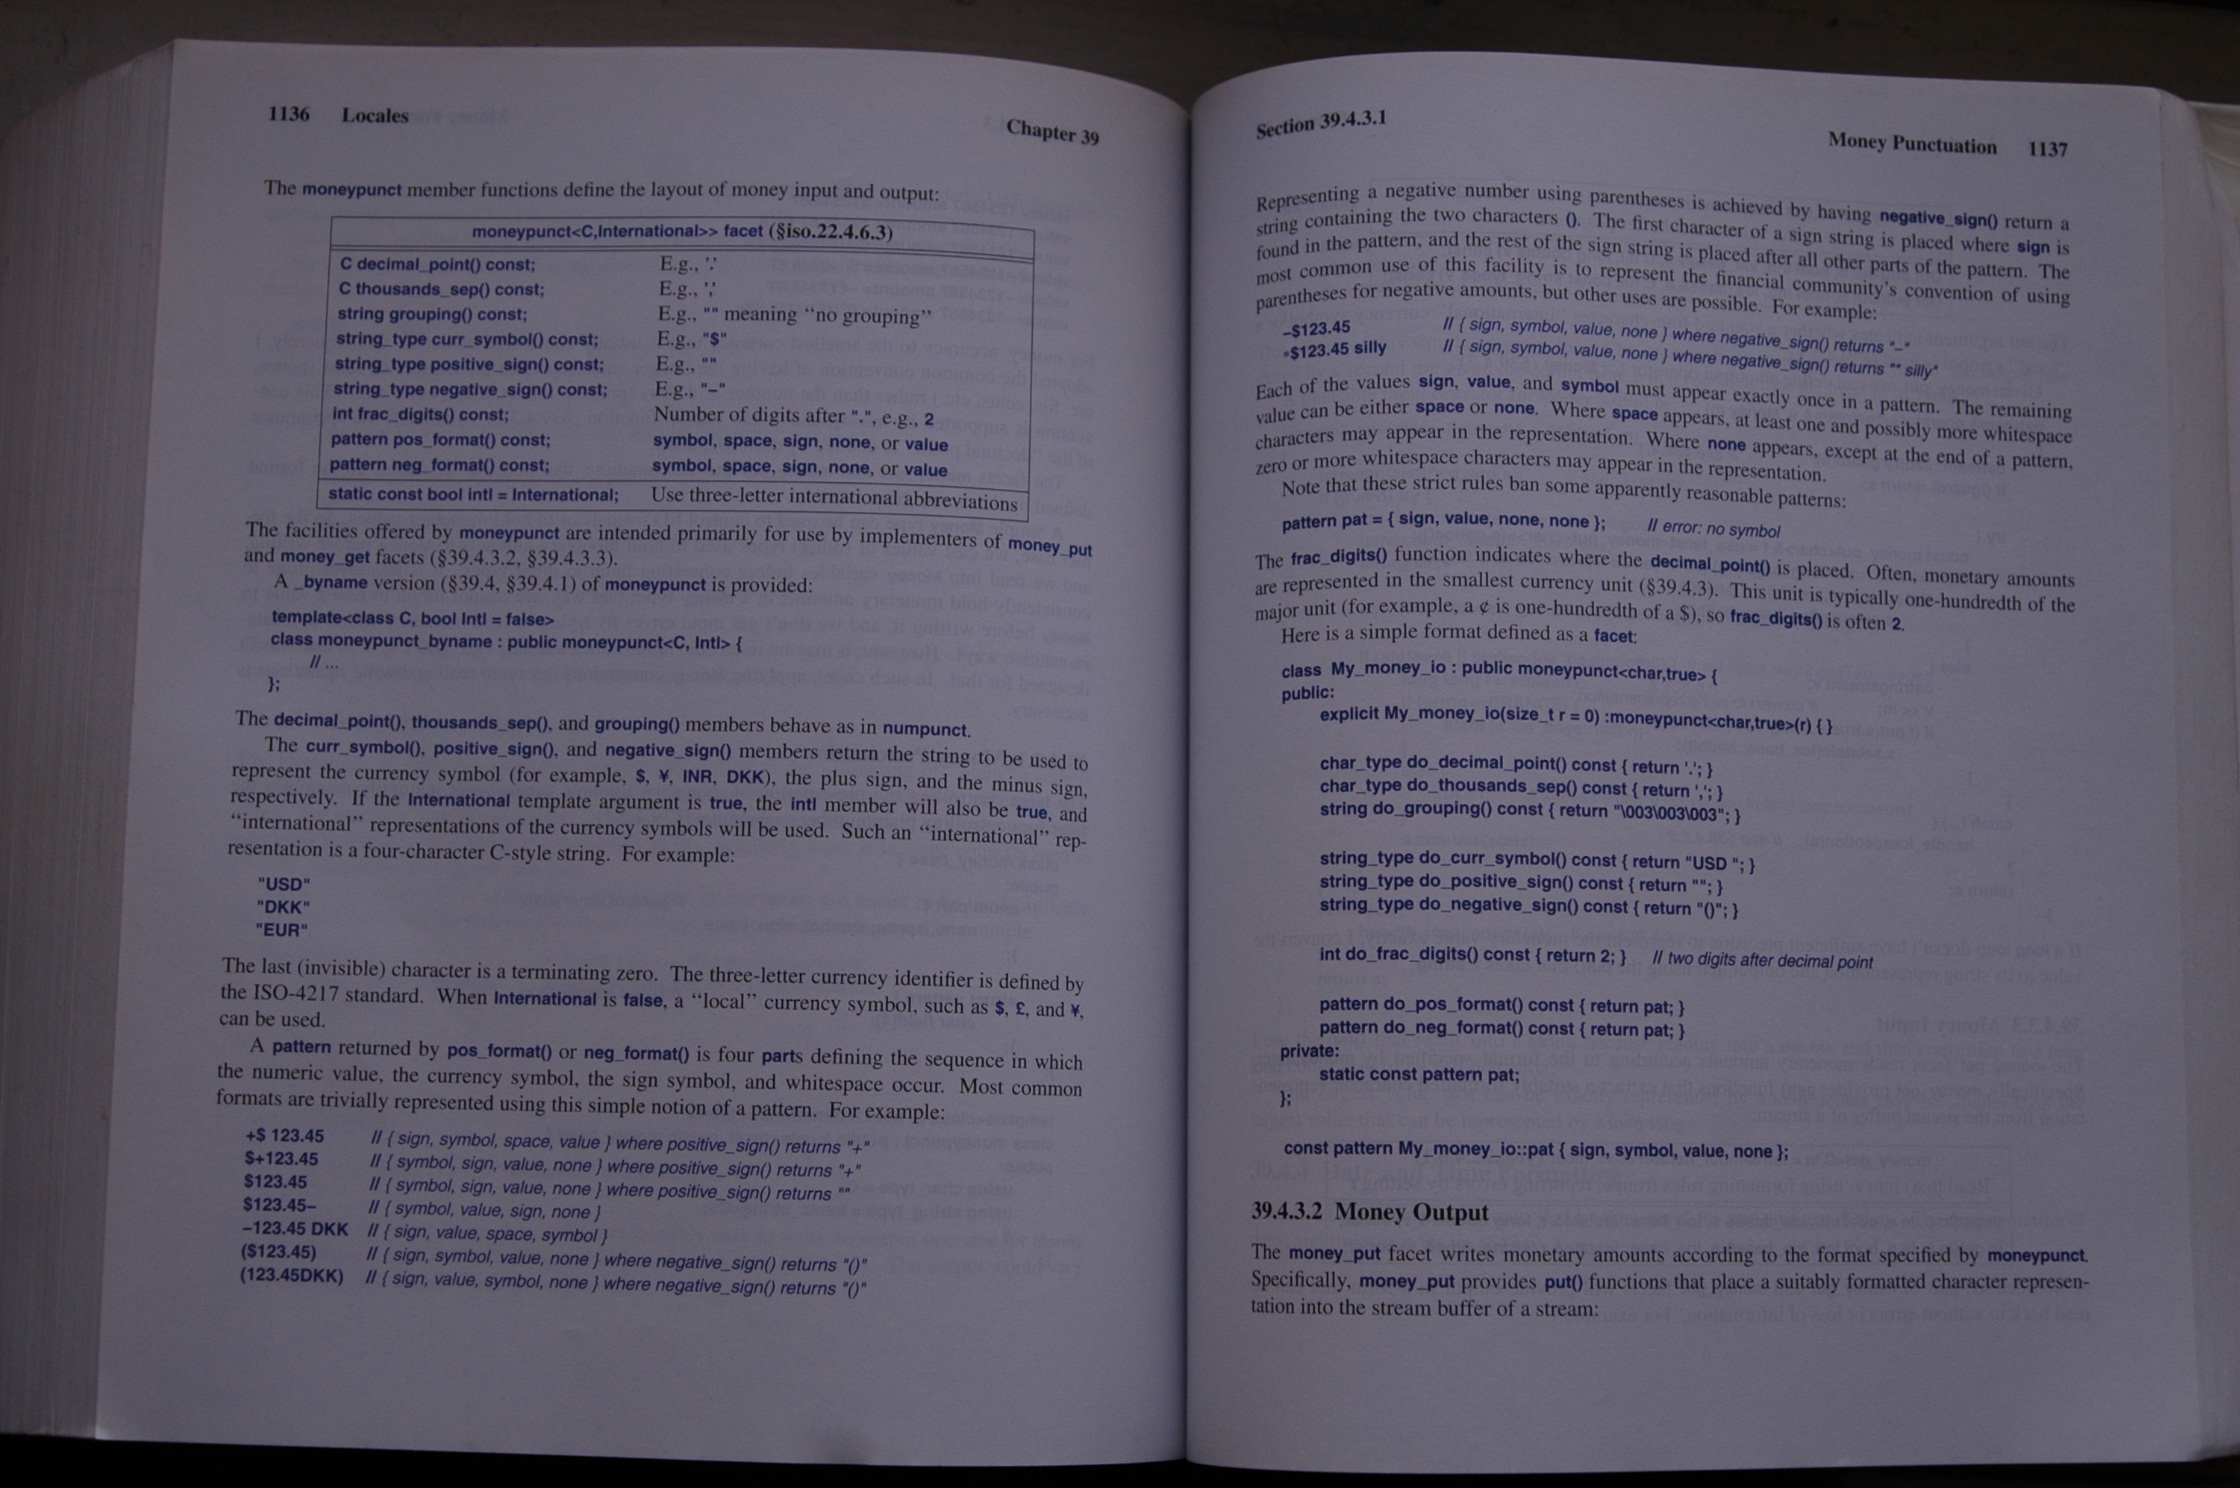 1136 Locales Chapter 39
The moneypunct member functions define the layout of money input and output:
moneypunct<C,International>> facet (§iso.22.4.6.3)
C decimal_point() const; E.g., '.'
C thousands_sep() const; E.g., ','
string grouping() const; E.g., "" meaning “no grouping”
string_type curr_symbol() const; E.g., "$"
string_type positive_sign() const; E.g., ""
string_type negative_sign() const; E.g., "–"
int frac_digits() const; Number of digits after ".", e.g., 2
pattern pos_format() const; symbol, space, sign, none, or value
pattern neg_format() const; symbol, space, sign, none, or value
static const bool intl = International; Use three-letter international abbreviations
The facilities offered by moneypunct are intended primarily for use by implementers of money_put
and money_get facets (§39.4.3.2, §39.4.3.3).
A _byname version (§39.4, §39.4.1) of moneypunct is provided:
template<class C, bool Intl = false>
class moneypunct_byname : public moneypunct<C, Intl> {
// ...
};
The decimal_point(), thousands_sep(), and grouping() members behave as in numpunct.
The curr_symbol(), positive_sign(), and negative_sign() members return the string to be used to
represent the currency symbol (for example, $, ¥, INR, DKK), the plus sign, and the minus sign,
respectively. If the International template argument is true, the intl member will also be true, and
“international” representations of the currency symbols will be used. Such an “international” rep-
resentation is a four-character C-style string. For example:
"USD"
"DKK"
"EUR"
The last (invisible) character is a terminating zero. The three-letter currency identifier is defined by
the ISO-4217 standard. When International is false, a “local” currency symbol, such as $, £, and ¥,
can be used.
A pattern returned by pos_format() or neg_format() is four parts defining the sequence in which
the numeric value, the currency symbol, the sign symbol, and whitespace occur. Most common
formats are trivially represented using this simple notion of a pattern. For example:
+$ 123.45 // { sign, symbol, space, value } where positive_sign() returns "+"
$+123.45 // { symbol, sign, value, none } where positive_sign() returns "+"
$123.45 // { symbol, sign, value, none } where positive_sign() returns ""
$123.45– // { symbol, value, sign, none }
–123.45 DKK // { sign, value, space, symbol }
($123.45) // { sign, symbol, value, none } where negative_sign() returns "()"
(123.45DKK) // { sign, value, symbol, none } where negative_sign() returns "()"
Section 39.4.3.1 Money Punctuation 1137
Representing a negative number using parentheses is achieved by having negative_sign() return a
string containing the two characters (). The first character of a sign string is placed where sign is
found in the pattern, and the rest of the sign string is placed after all other parts of the pattern. The
most common use of this facility is to represent the financial community’s convention of using
parentheses for negative amounts, but other uses are possible. For example:
–$123.45 // { sign, symbol, value, none } where negative_sign() returns "–"
*$123.45 silly // { sign, symbol, value, none } where negative_sign() returns "* silly"
Each of the values sign, value, and symbol must appear exactly once in a pattern. The remaining
value can be either space or none. Where space appears, at least one and possibly more whitespace
characters may appear in the representation. Where none appears, except at the end of a pattern,
zero or more whitespace characters may appear in the representation.
Note that these strict rules ban some apparently reasonable patterns:
pattern pat = { sign, value, none, none }; // error: no symbol
The frac_digits() function indicates where the decimal_point() is placed. Often, monetary amounts
are represented in the smallest currency unit (§39.4.3). This unit is typically one-hundredth of the
major unit (for example, a ¢ is one-hundredth of a $), so frac_digits() is often 2.
Here is a simple format defined as a facet:
class My_money_io : public moneypunct<char,true> {
public:
explicit My_money_io(size_t r = 0) :moneypunct<char,true>(r) { }
char_type do_decimal_point() const { return '.'; }
char_type do_thousands_sep() const { return ','; }
string do_grouping() const { return "\003\003\003"; }
string_type do_curr_symbol() const { return "USD "; }
string_type do_positive_sign() const { return ""; }
string_type do_negative_sign() const { return "()"; }
int do_frac_digits() const { return 2; } // two digits after decimal point
pattern do_pos_format() const { return pat; }
pattern do_neg_format() const { return pat; }
private:
static const pattern pat;
};
const pattern My_money_io::pat { sign, symbol, value, none };
39.4.3.2 Money Output
The money_put facet writes monetary amounts according to the format specified by moneypunct.
Specifically, money_put provides put() functions that place a suitably formatted character represen-
tation into the stream buffer of a stream: